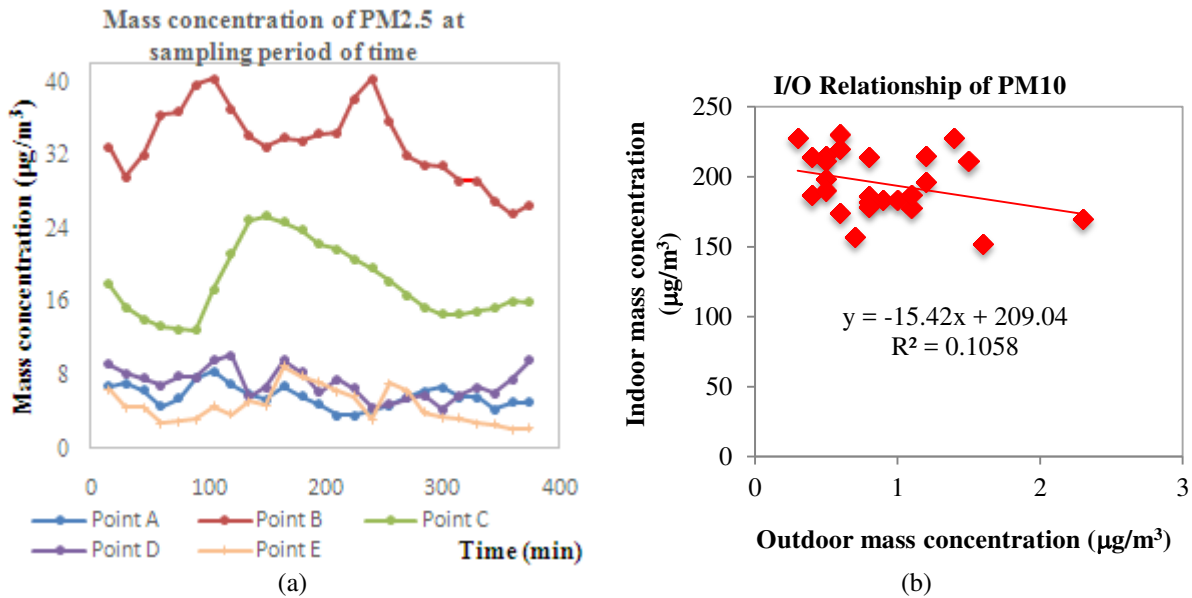 Mass concentration of PM2.5 at
sampling period of time
Mass concentration (µg/m³)
40
32
24
16
8
0
0 100 200 300 400
Point A Point B Point C
Point D Point E
Time (min)
(a)
I/O Relationship of PM10
Indoor mass concentration
(µg/m³)
250
200
150
100
50
0
y = -15.42x + 209.04
R² = 0.1058
0 1 2 3
Outdoor mass concentration (µg/m³)
(b)